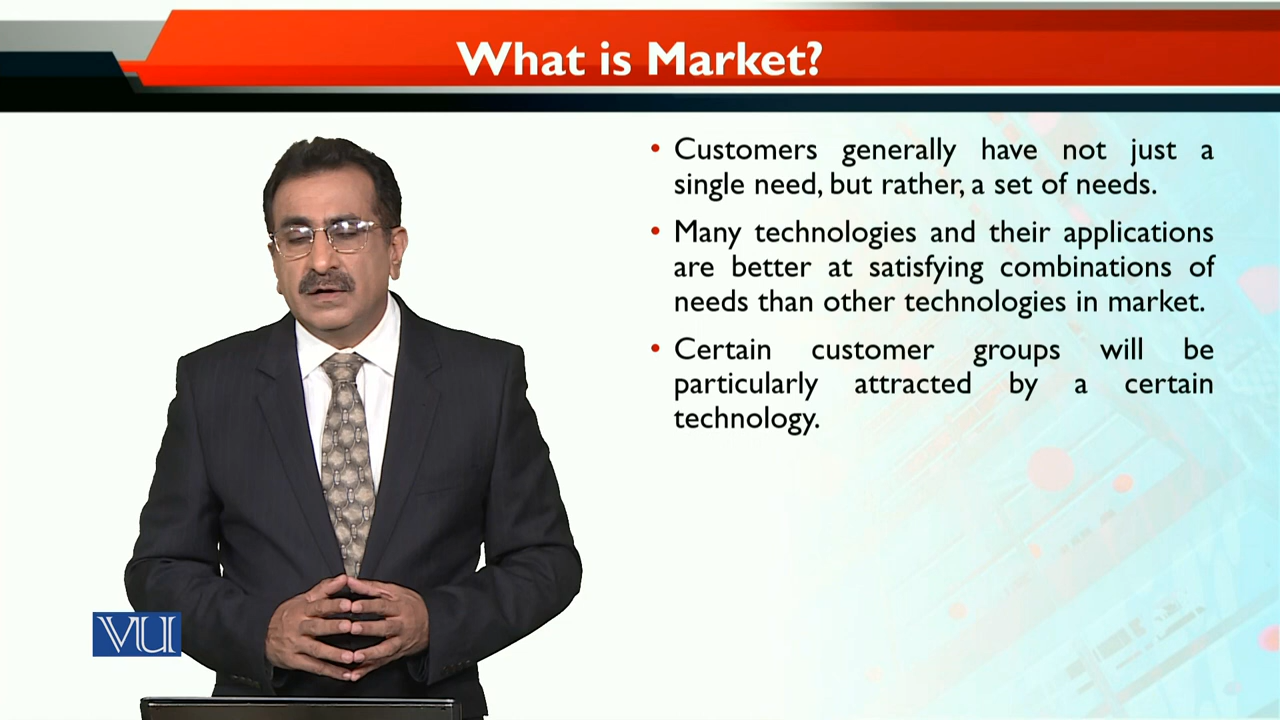 What is Market?
• Customers generally have not just a
single need, but rather, a set of needs.
• Many technologies and their applications
are better at satisfying combinations of
needs than other technologies in market.
• Certain customer groups will be
particularly attracted by a certain
technology.
VU